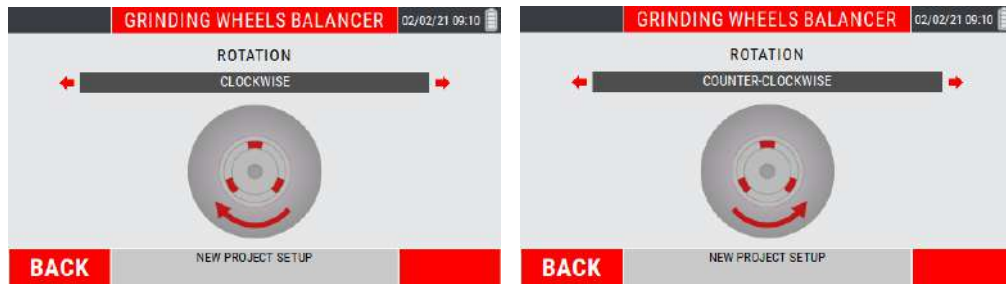 GRINDING WHEELS BALANCER 02/02/21 09:10
ROTATION
CLOCKWISE
BACK NEW PROJECT SETUP
GRINDING WHEELS BALANCER 02/02/21 09:10
ROTATION
COUNTER-CLOCKWISE
BACK NEW PROJECT SETUP